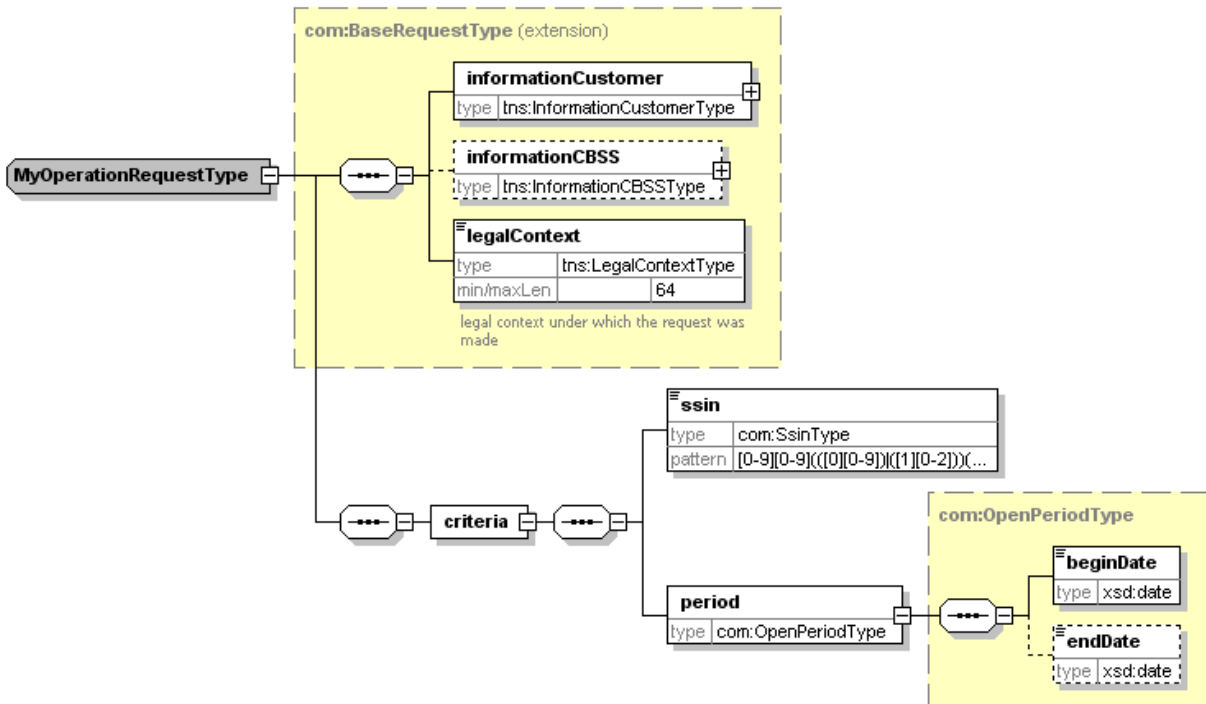 com:BaseRequestType (extension)
informationCustomer
type tns:InformationCustomerType
informationCBSS
type tns:InformationCBSSType
MyOperationRequestType
legalContext
type tns:LegalContextType
min/maxLen 64
legal context under which the request was
made
ssin
type com:SsinType
pattern [0-9][0-9](([0][0-9])|([1][0-2]))(...
criteria
com:OpenPeriodType
beginDate
type xsd:date
period
type com:OpenPeriodType
endDate
type xsd:date